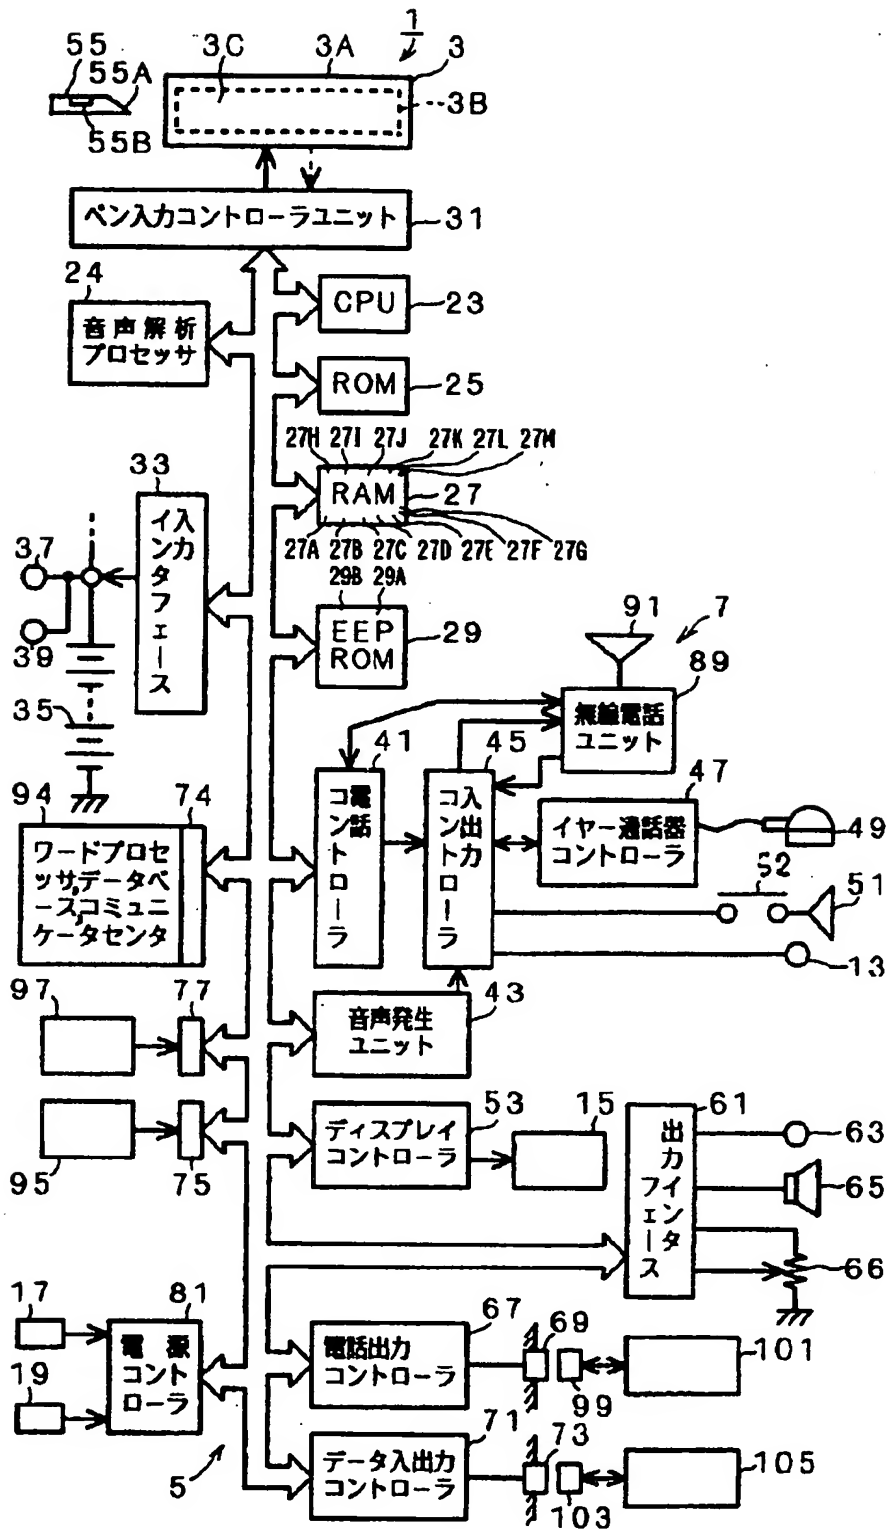 1
55
3C
3A
3
55A
3B
55B
ペン入力コントローラユニット
31
24
CPU
23
音声解析
プロセッサ
ROM
25
27H 27I 27J 27K 27L 27M
33
RAM
27
入力
インタフェース
27A 27B 27C 27D 27E 27F 27G
37
29B 29A
39
EEP
ROM
29
91
7
89
35
無線電話
ユニット
41
45
47
94
74
電話
コントローラ
入出力
コントローラ
イヤー通話器
コントローラ
49
ワードプロセ
ッサ,データベ
ース,コミュニ
ケータセンタ
52
51
13
97
77
43
音声発生
ユニット
95
75
ディスプレイ
コントローラ
53
15
61
出力
インタ
フェース
63
65
66
17
81
電源
コントローラ
19
67
電話出力
コントローラ
69
99
101
5
71
データ入出力
コントローラ
73
103
105